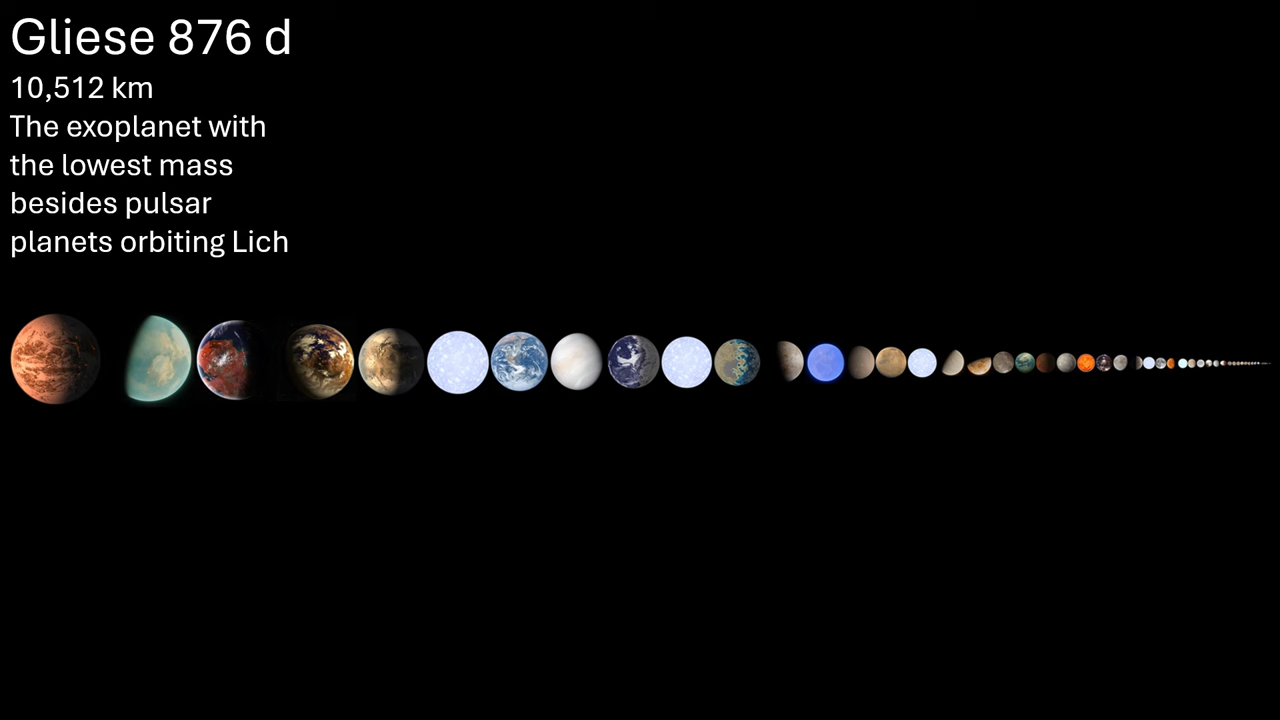 Gliese 876 d
10,512 km
The exoplanet with
the lowest mass
besides pulsar
planets orbiting Lich